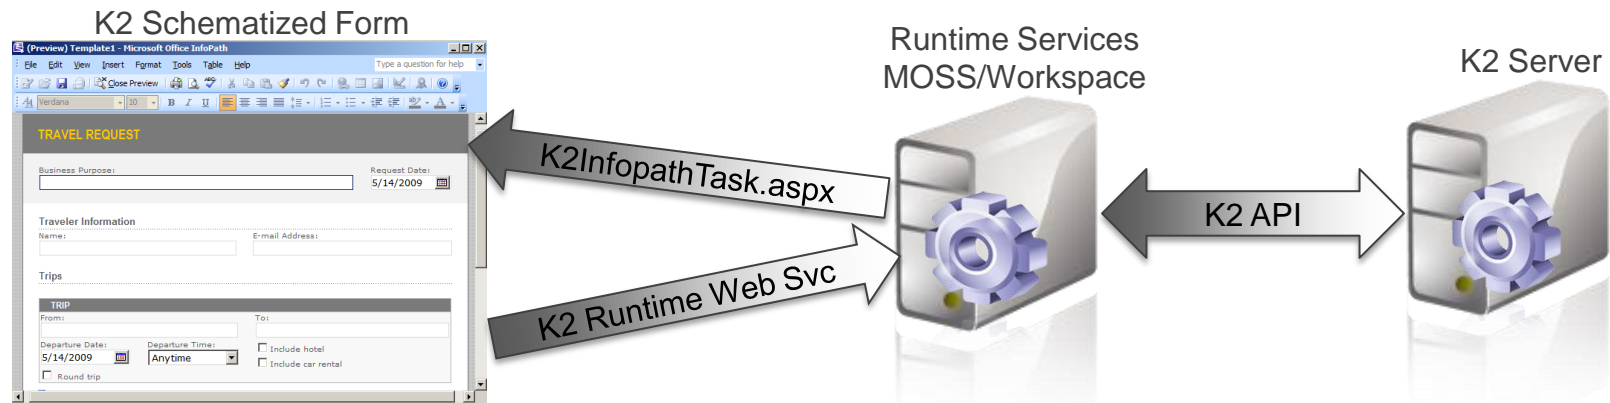 K2 Schematized Form
(Preview) Template1 - Microsoft Office InfoPath
File Edit View Insert Format Tools Table Help
Type a question for help
Close Preview
Verdana 10 B I U
TRAVEL REQUEST
Business Purpose:
Request Date:
5/14/2009
Traveler Information
Name:
E-mail Address:
Trips
TRIP
From:
To:
Departure Date:
Departure Time:
5/14/2009
Anytime
Include hotel
Include car rental
Round trip
K2InfopathTask.aspx
K2 Runtime Web Svc
Runtime Services
MOSS/Workspace
K2 API
K2 Server